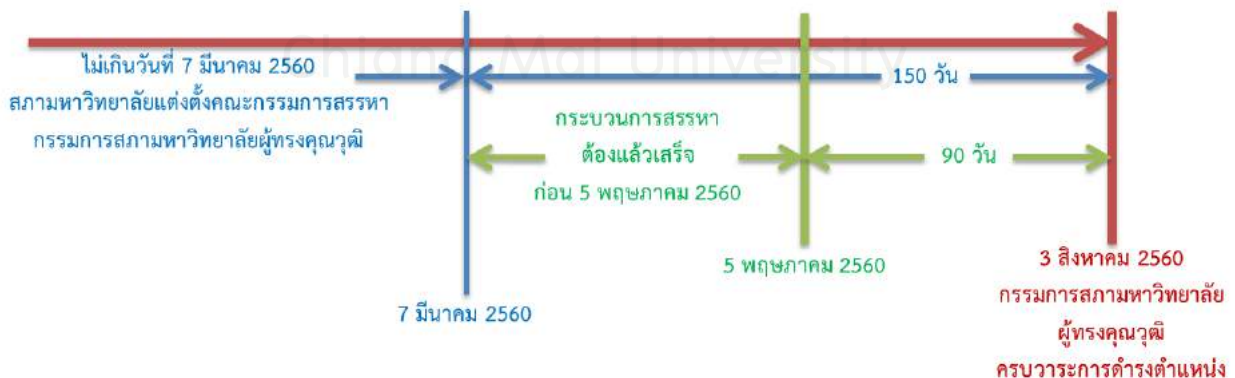 Chiang Mai University
ไม่เกินวันที่ 7 มีนาคม 2560
สภามหาวิทยาลัยแต่งตั้งคณะกรรมการสรรหา
กรรมการสภามหาวิทยาลัยผู้ทรงคุณวุฒิ
150 วัน
กระบวนการสรรหา
ต้องแล้วเสร็จ
ก่อน 5 พฤษภาคม 2560
90 วัน
7 มีนาคม 2560
5 พฤษภาคม 2560
3 สิงหาคม 2560
กรรมการสภามหาวิทยาลัย
ผู้ทรงคุณวุฒิ
ครบวาระการดำรงตำแหน่ง